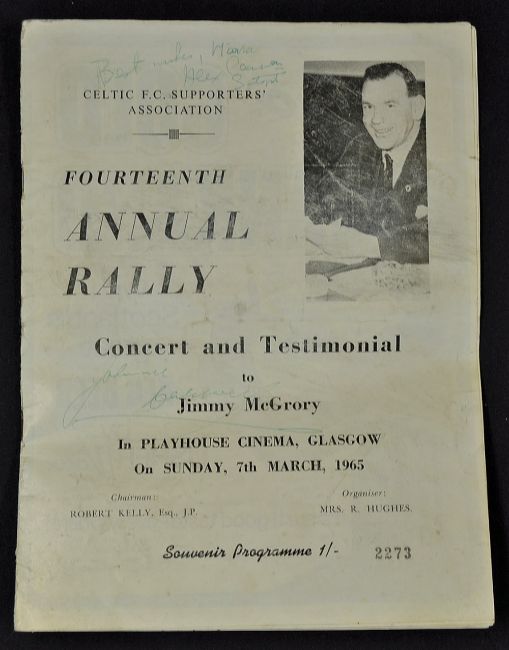 Best wishes,
Alex
CELTIC F.C. SUPPORTERS'
ASSOCIATION
FOURTEENTH
ANNUAL
RALLY
Concert and Testimonial
to
Jimmy McGrory
In PLAYHOUSE CINEMA, GLASGOW
On SUNDAY, 7th MARCH, 1965
Chairman:
ROBERT KELLY, Esq., J.P.
Organiser:
MRS. R. HUGHES.
Souvenir Programme 1/-
2273